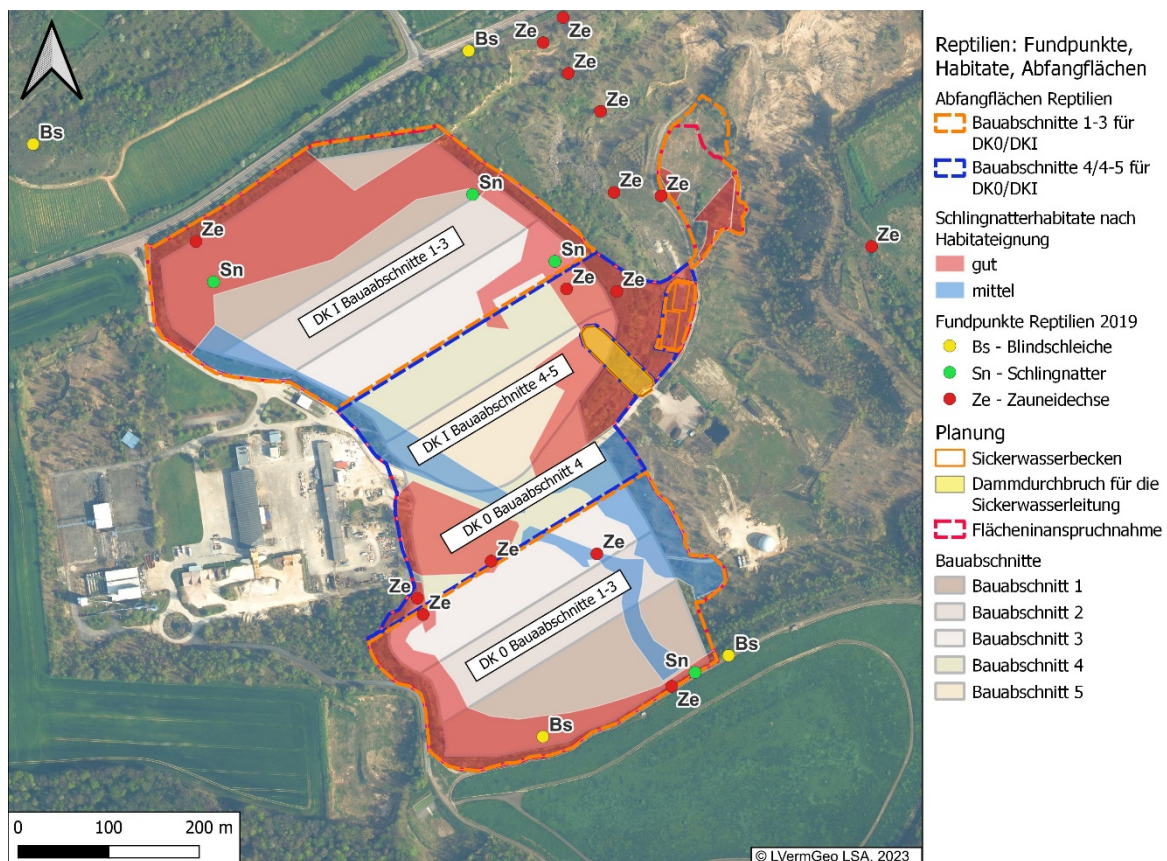 Ze
Ze
Bs
Ze
Ze
Bs
Ze
Ze
Sn
Ze
Ze
Sn
Sn
Ze
Ze
DK I Bauabschnitte 1-3
DK I Bauaabschnitte 4-5
DK 0 Bauabschnitt 4
Ze
Ze
Ze
Ze
DK 0 Bauabschnitte 1-3
Bs
Sn
Ze
Bs
0 100 200 m
© LVermGeo LSA, 2023
Reptilien: Fundpunkte,
Habitate, Abfangflächen
Abfangflächen Reptilien
Bauabschnitte 1-3 für
DK0/DKI
Bauabschnitte 4/4-5 für
DK0/DKI
Schlingnatterhabitate nach
Habitateignung
gut
mittel
Fundpunkte Reptilien 2019
Bs - Blindschleiche
Sn - Schlingnatter
Ze - Zauneidechse
Planung
Sickerwasserbecken
Dammdurchbruch für die
Sickerwasserleitung
Flächeninanspruchnahme
Bauabschnitte
Bauabschnitt 1
Bauabschnitt 2
Bauabschnitt 3
Bauabschnitt 4
Bauabschnitt 5